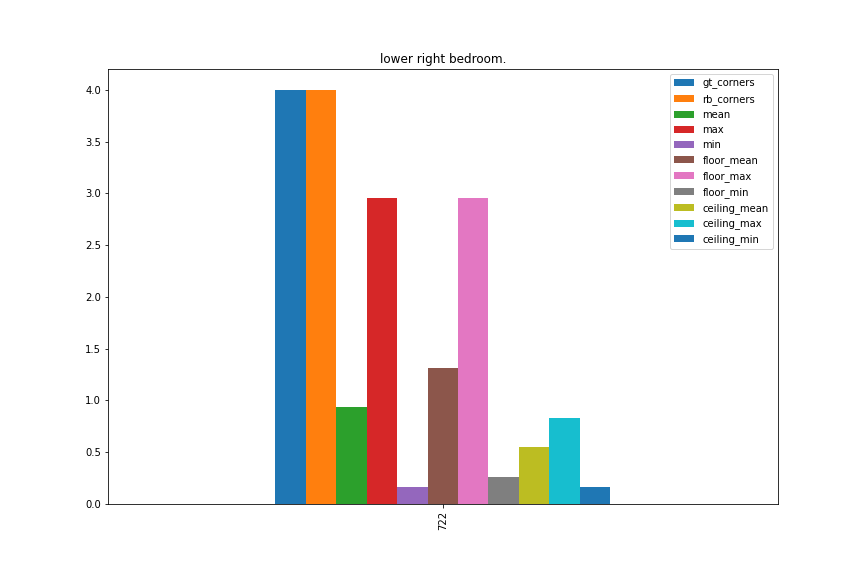 lower right bedroom.
4.0
3.5
3.0
2.5
2.0
1.5
1.0
0.5
0.0
722
gt_corners
rb_corners
mean
max
min
floor_mean
floor_max
floor_min
ceiling_mean
ceiling_max
ceiling_min